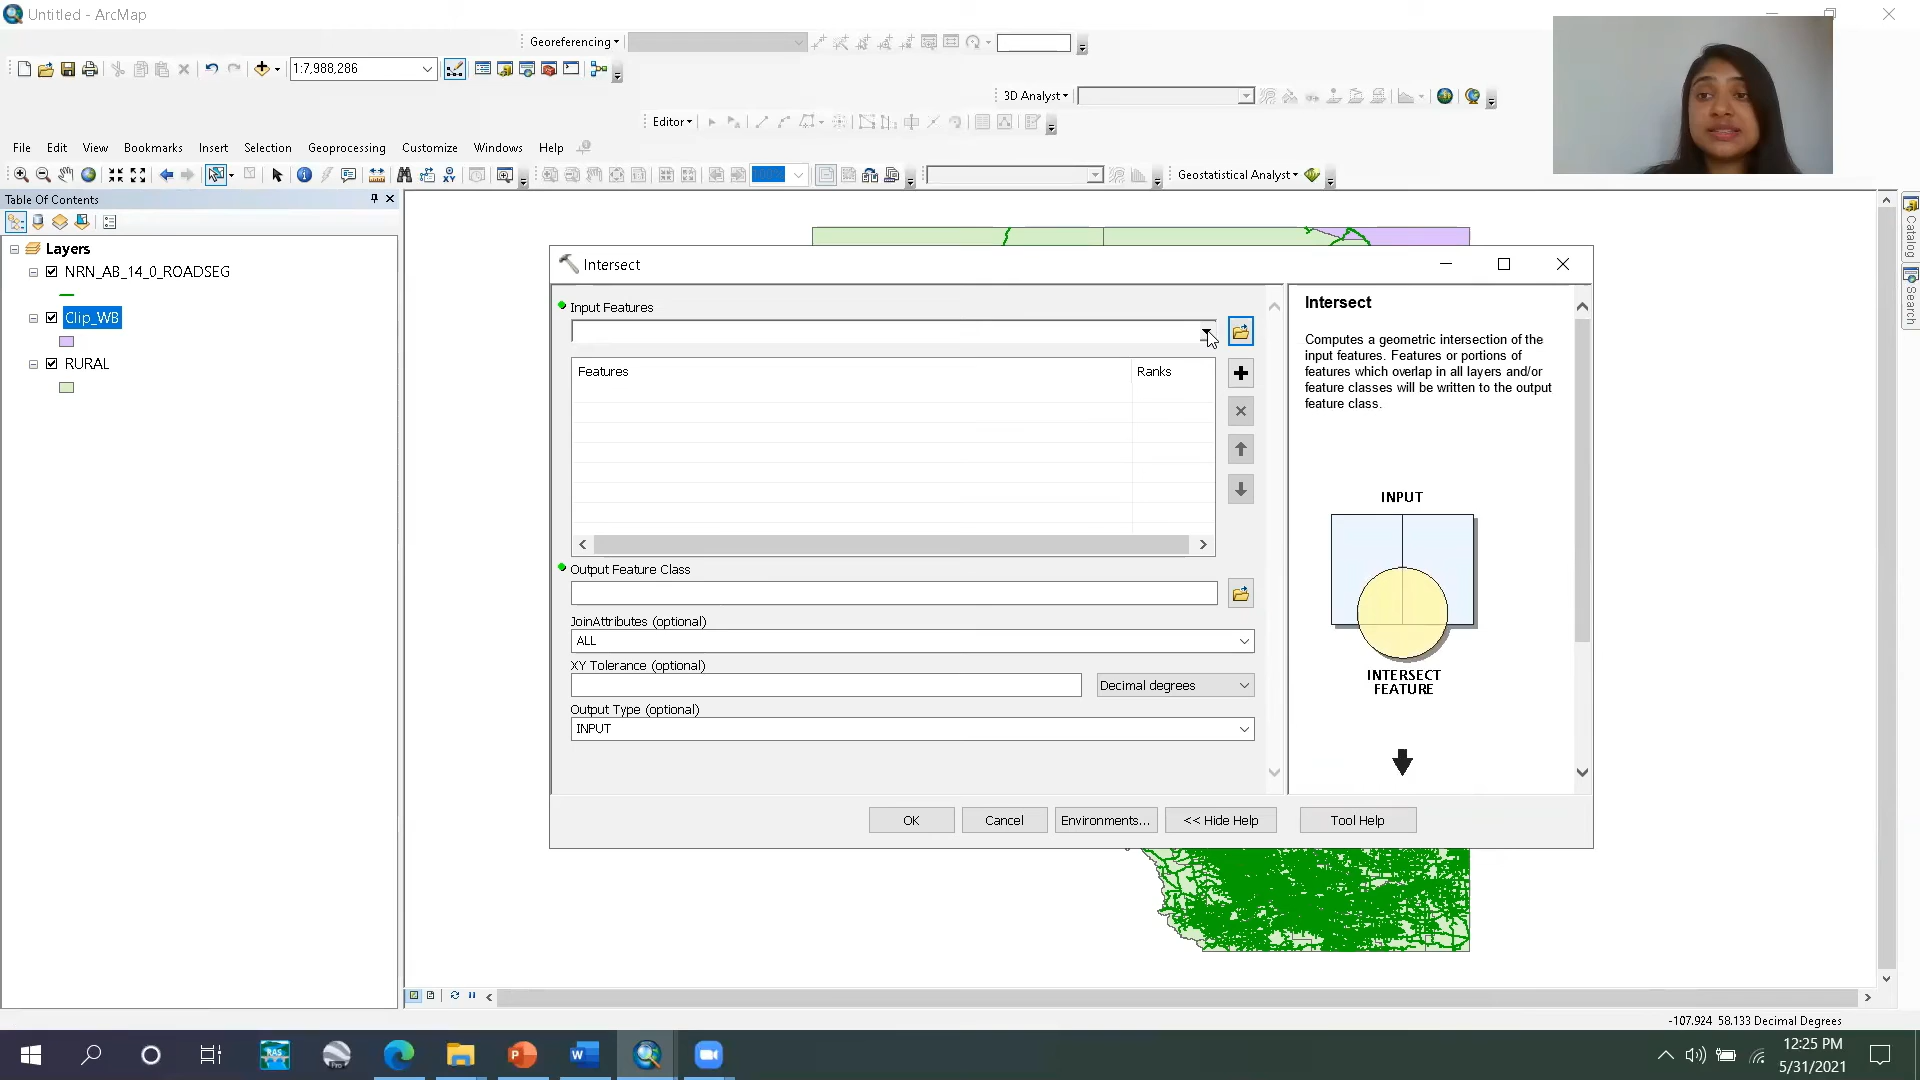 Untitled - ArcMap
Georeferencing
1:7,988,286
3D Analyst
Editor
File Edit View Bookmarks Insert Selection Geoprocessing Customize Windows Help
Geostatistical Analyst
Table Of Contents
Layers
NRN_AB_14_0_ROADSEG
Clip_WB
RURAL
Intersect
Input Features
Features Ranks
Output Feature Class
JoinAttributes (optional)
ALL
XY Tolerance (optional)
Decimal degrees
Output Type (optional)
INPUT
OK Cancel Environments... << Hide Help Tool Help
Intersect
Computes a geometric intersection of the
input features. Features or portions of
features which overlap in all layers and/or
feature classes will be written to the output
feature class.
INPUT
INTERSECT
FEATURE
Catalog
Search
-107.924 58.133 Decimal Degrees
RAS
Pro
P
W
12:25 PM
5/31/2021